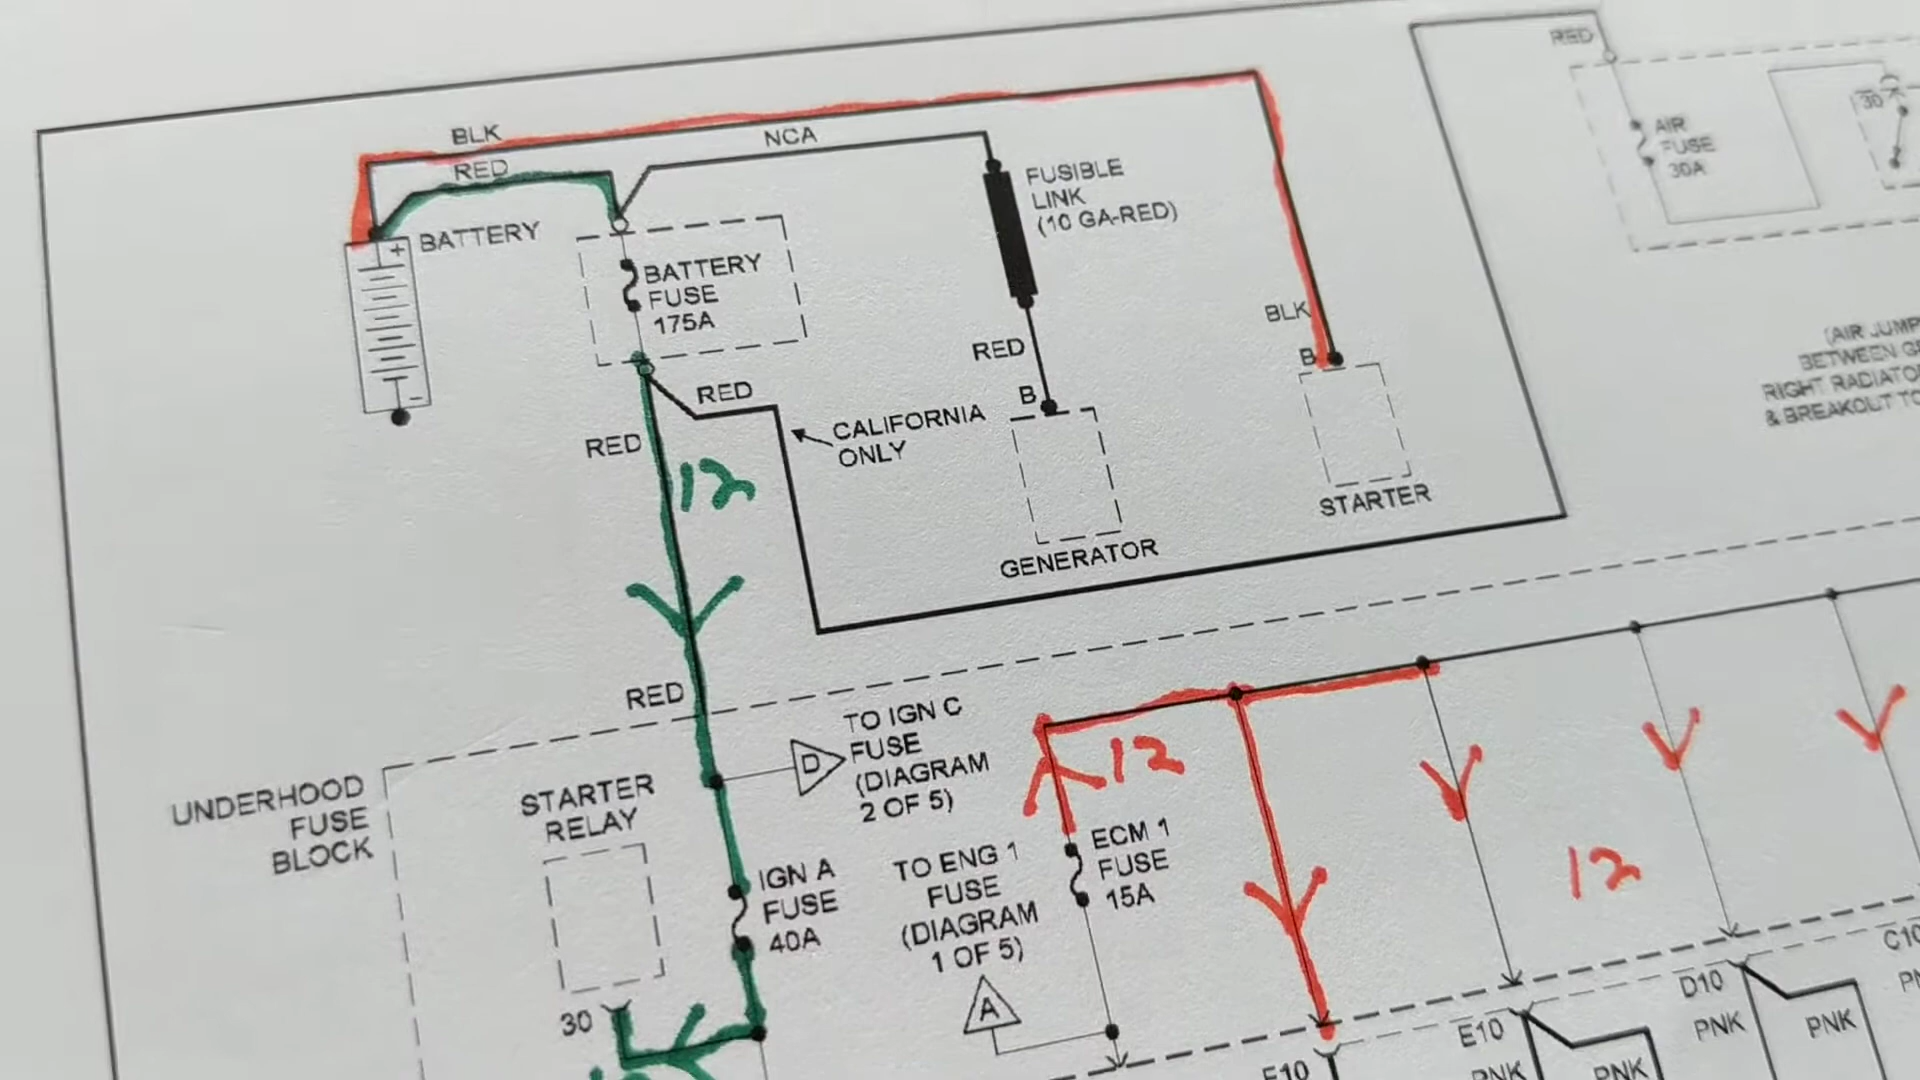 RED
AIR
FUSE
30A
30
BLK
RED
NCA
BATTERY
+
-
BATTERY
FUSE
175A
FUSIBLE
LINK
(10 GA-RED)
RED
B
GENERATOR
BLK
B
STARTER
RED
CALIFORNIA
ONLY
RED
12
RED
(AIR JUMP
BETWEEN
RIGHT RADIATO
& BREAKOUT TO
UNDERHOOD
FUSE
BLOCK
STARTER
RELAY
30
D
TO IGN C
FUSE
(DIAGRAM
2 OF 5)
IGN A
FUSE
40A
TO ENG 1
FUSE
(DIAGRAM
1 OF 5)
A
12
ECM 1
FUSE
15A
12
E10
PNK
PNK
D10
PNK
PNK
C10